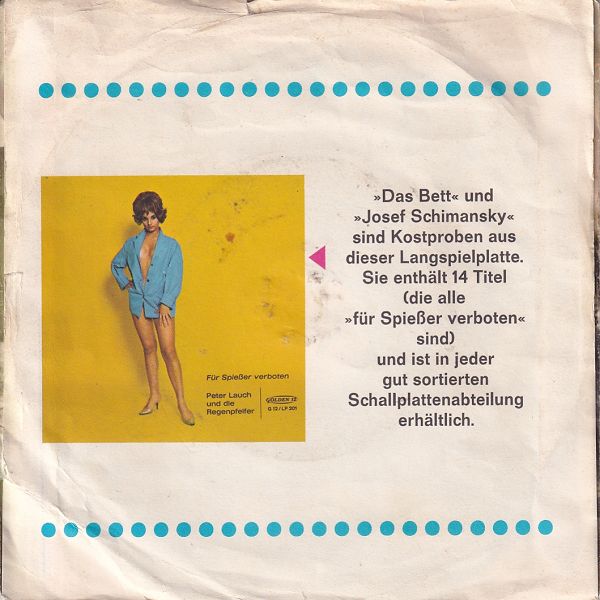 »Das Bett« und
»Josef Schimansky«
sind Kostproben aus
dieser Langspielplatte.
Sie enthält 14 Titel
(die alle
»für Spießer verboten«
sind)
und ist in jeder
gut sortierten
Schallplattenabteilung
erhältlich.
Für Spießer verboten
Peter Lauch
und die
Regenpfeifer
GOLDEN 12
G 12/LP 201